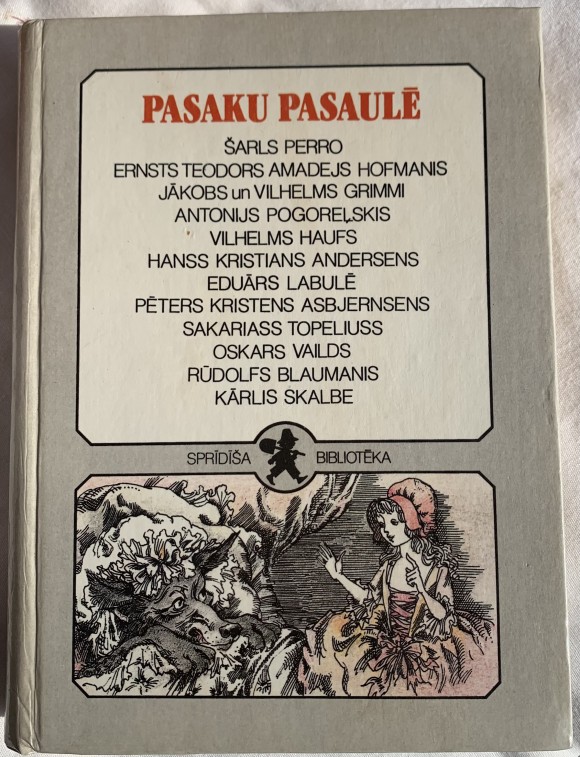 PASAKU PASAULĒ
ŠARLS PERRO
ERNSTS TEODORS AMADEJS HOFMANIS
JĀKOBS un VILHELMS GRIMMI
ANTONIJS POGOREĻSKIS
VILHELMS HAUFS
HANSS KRISTIANS ANDERSENS
EDUĀRS LABULĒ
PĒTERS KRISTENS ASBJERNSENS
SAKARIASS TOPELIUSS
OSKARS VAILDS
RŪDOLFS BLAUMANIS
KĀRLIS SKALBE
SPRĪDĪŠA BIBLIOTĒKA